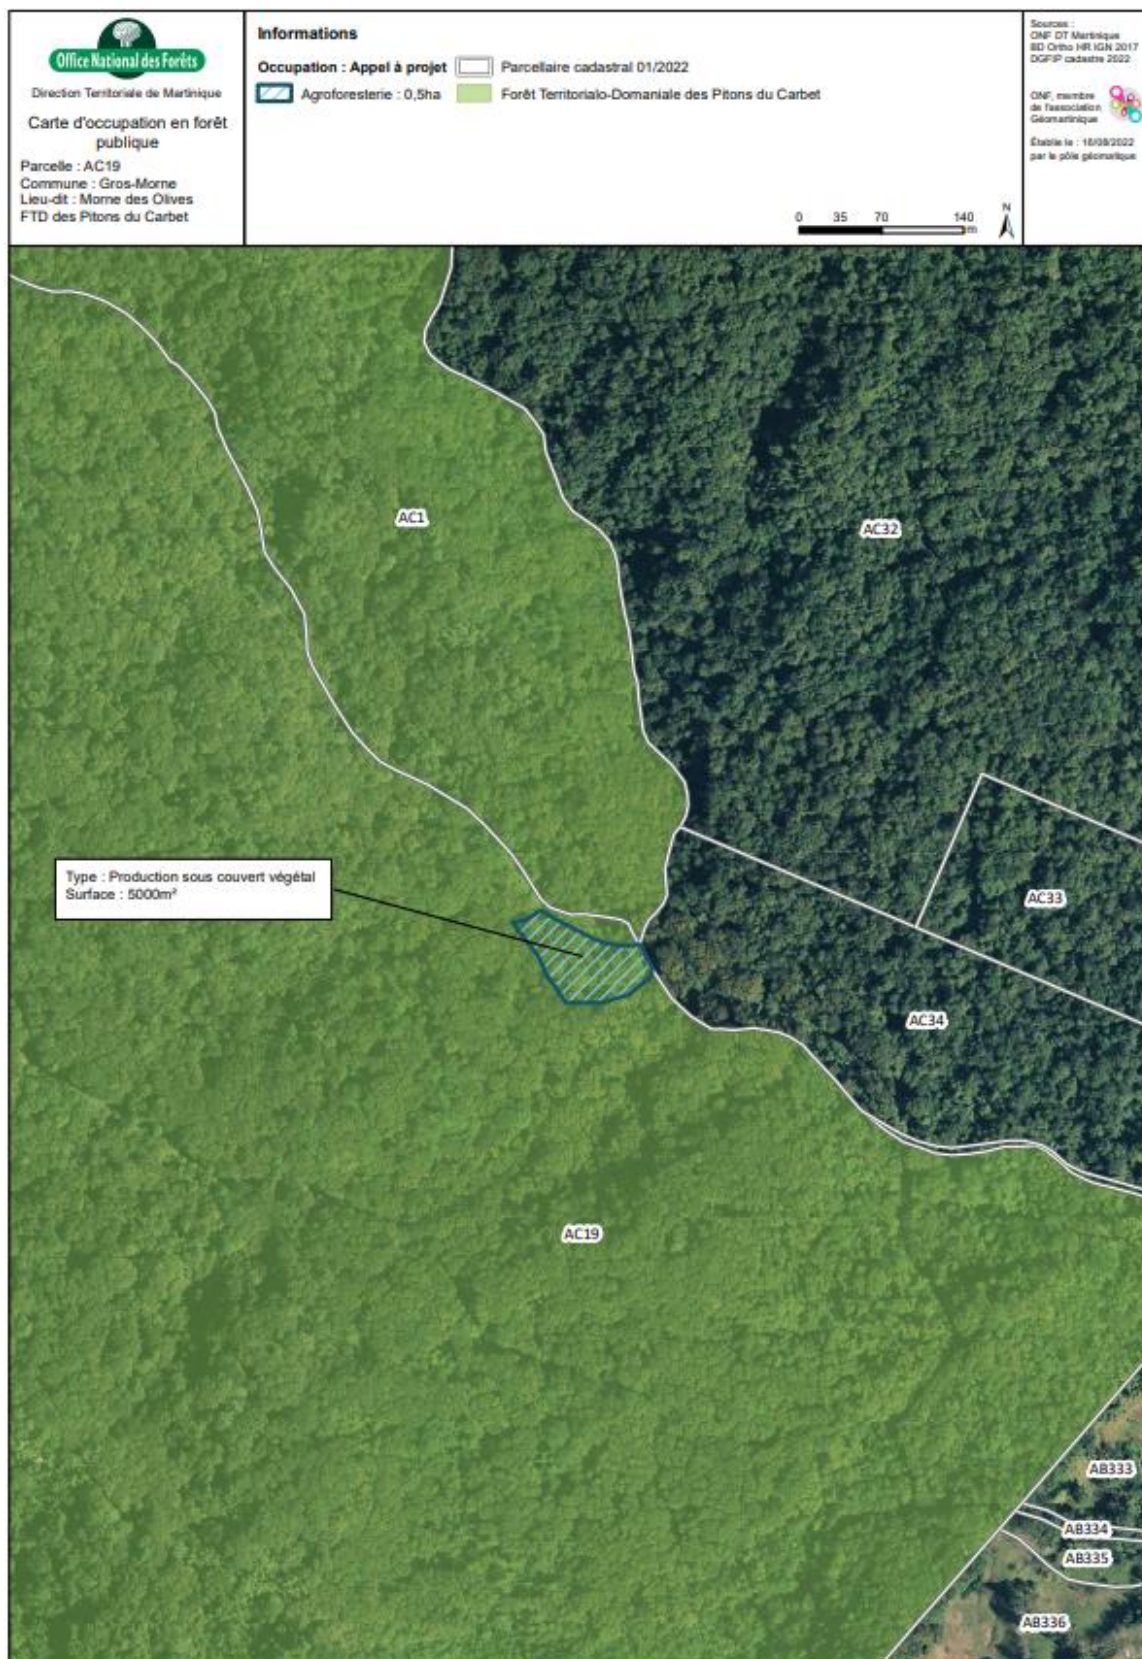 Office National des Forêts
Direction Territoriale de Martinique
Carte d'occupation en forêt
publique
Parcelle : AC19
Commune : Gros-Morne
Lieu-dit : Morne des Olives
FTD des Pitons du Carbet
Informations
Occupation : Appel à projet
Parcellaire cadastral 01/2022
Agroforesterie : 0,5ha
Forêt Territorialo-Domaniale des Pitons du Carbet
0 35 70 140
m
N
Sources :
ONF DT Martinique
BD Ortho HR IGN 2017
DGFIP cadastre 2022
ONF, membre
de l'association
Géomartinique
Établie le : 16/08/2022
par le pôle géomatique
AC1
AC32
Type : Production sous couvert végétal
Surface : 5000m²
AC33
AC34
AC19
AB333
AB334
AB335
AB336